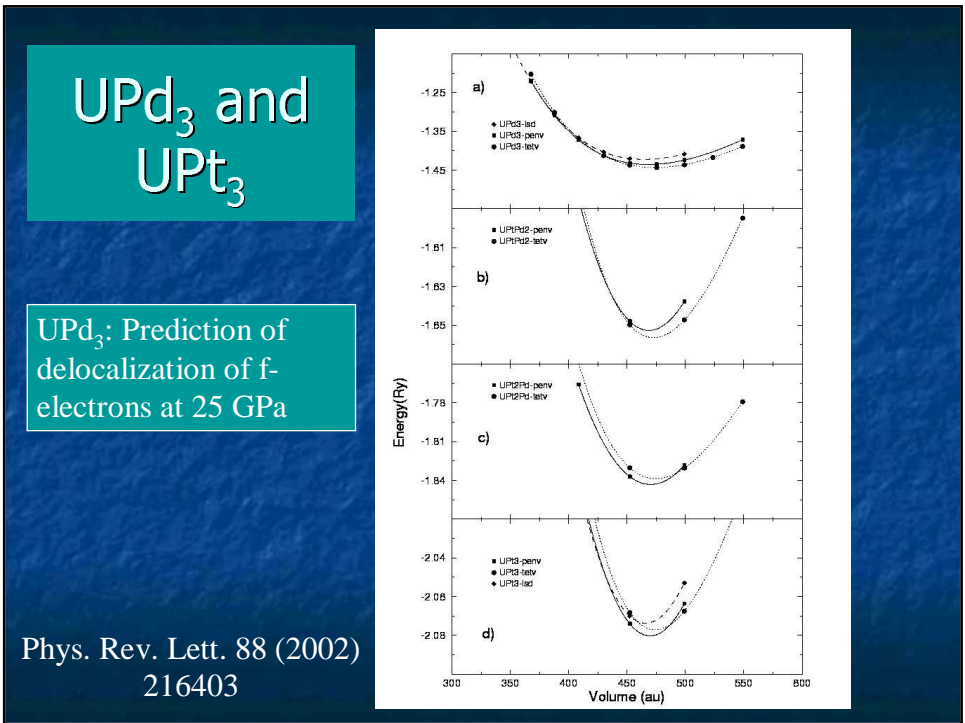 UPd₃ and
UPt₃
UPd₃: Prediction of
delocalization of f-
electrons at 25 GPa
Phys. Rev. Lett. 88 (2002)
216403
Energy(Ry)
a)
-1.25
-1.35
-1.45
UPd3-lsd
UPd3-penv
UPd3-tetv
b)
-1.61
-1.63
-1.65
UPtPd2-penv
UPtPd2-tetv
c)
-1.78
-1.81
-1.84
UPt2Pd-penv
UPt2Pd-tetv
d)
-2.04
-2.06
-2.08
UPt3-penv
UPt3-tetv
UPt3-lsd
300 350 400 450 500 550 600
Volume (au)